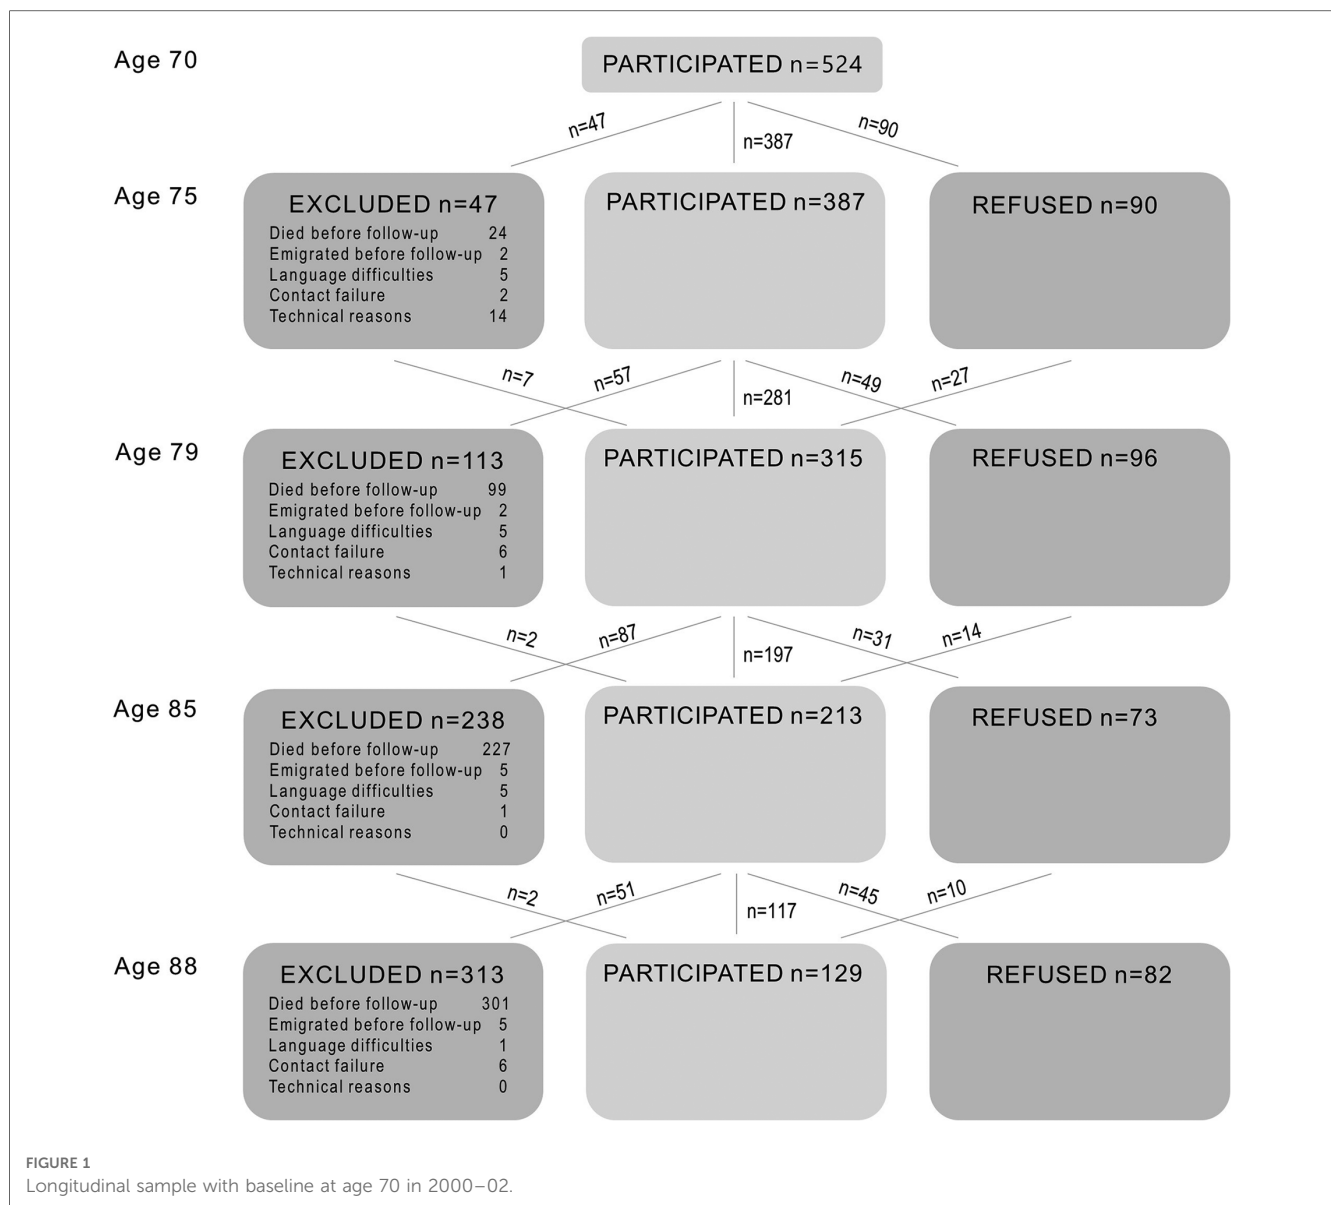 Age 70
PARTICIPATED n=524
n=47
n=387
n=90
Age 75
EXCLUDED n=47
Died before follow-up 24
Emigrated before follow-up 2
Language difficulties 5
Contact failure 2
Technical reasons 14
PARTICIPATED n=387
REFUSED n=90
n=7
n=57
n=281
n=49
n=27
Age 79
EXCLUDED n=113
Died before follow-up 99
Emigrated before follow-up 2
Language difficulties 5
Contact failure 6
Technical reasons 1
PARTICIPATED n=315
REFUSED n=96
n=2
n=87
n=197
n=31
n=14
Age 85
EXCLUDED n=238
Died before follow-up 227
Emigrated before follow-up 5
Language difficulties 5
Contact failure 1
Technical reasons 0
PARTICIPATED n=213
REFUSED n=73
n=2
n=51
n=117
n=45
n=10
Age 88
EXCLUDED n=313
Died before follow-up 301
Emigrated before follow-up 5
Language difficulties 1
Contact failure 6
Technical reasons 0
PARTICIPATED n=129
REFUSED n=82
FIGURE 1
Longitudinal sample with baseline at age 70 in 2000–02.